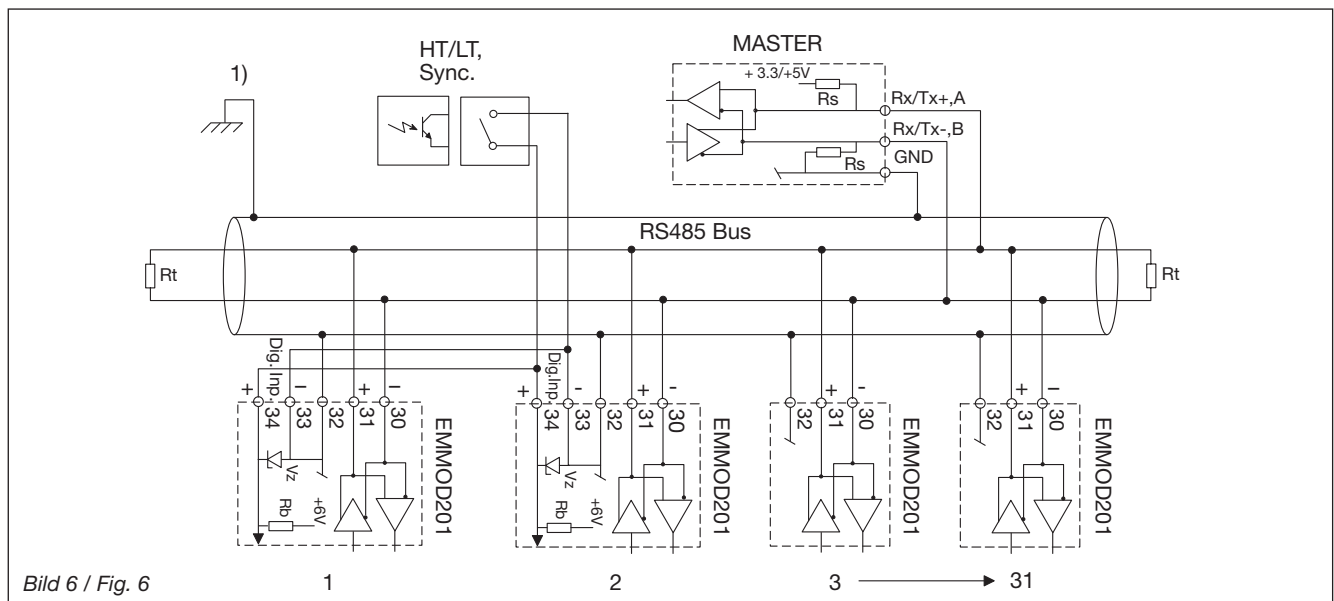 HT/LT,
Sync.
MASTER
1)
+ 3.3/+5V
Rs
Rx/Tx+,A
Rx/Tx-,B
Rs
GND
RS485 Bus
Rt
Rt
+ Dig. Inp. – + –
34 33 32 31 30
Vz
Rb
+6V
EMMOD201
+ Dig.Inp. - + -
34 33 32 31 30
Vz
Rb
+6V
EMMOD201
+ -
32 31 30
EMMOD201
+ –
32 31 30
EMMOD201
Bild 6 / Fig. 6
1 2 3 31